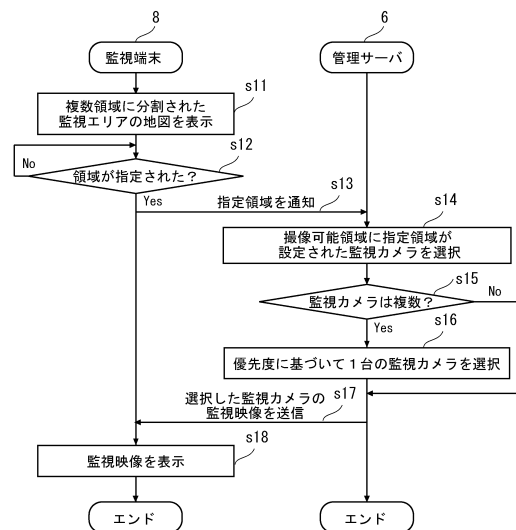 8
監視端末
6
管理サーバ
s11
複数領域に分割された
監視エリアの地図を表示
s12
No
領域が指定された？
Yes
s13
指定領域を通知
s14
撮像可能領域に指定領域が
設定された監視カメラを選択
s15
監視カメラは複数？
No
Yes
s16
優先度に基づいて１台の監視カメラを選択
s17
選択した監視カメラの
監視映像を送信
s18
監視映像を表示
エンド
エンド